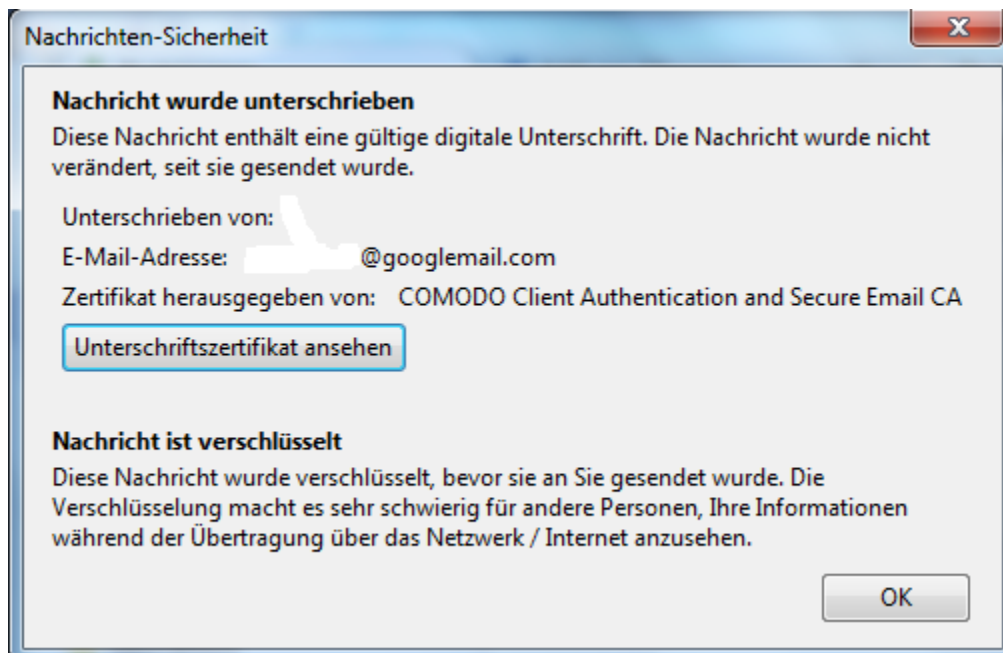 Nachrichten-Sicherheit
Nachricht wurde unterschrieben
Diese Nachricht enthält eine gültige digitale Unterschrift. Die Nachricht wurde nicht
verändert, seit sie gesendet wurde.
Unterschrieben von:
E-Mail-Adresse: @googlemail.com
Zertifikat herausgegeben von: COMODO Client Authentication and Secure Email CA
Unterschriftszertifikat ansehen
Nachricht ist verschlüsselt
Diese Nachricht wurde verschlüsselt, bevor sie an Sie gesendet wurde. Die
Verschlüsselung macht es sehr schwierig für andere Personen, Ihre Informationen
während der Übertragung über das Netzwerk / Internet anzusehen.
OK